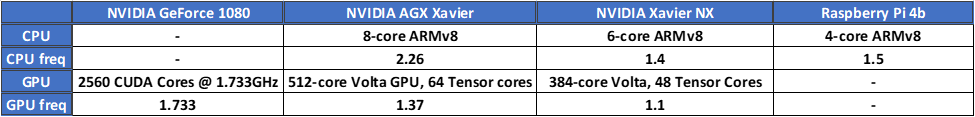 NVIDIA GeForce 1080 NVIDIA AGX Xavier NVIDIA Xavier NX Raspberry Pi 4b
CPU - 8-core ARMv8 6-core ARMv8 4-core ARMv8
CPU freq - 2.26 1.4 1.5
GPU 2560 CUDA Cores @ 1.733GHz 512-core Volta GPU, 64 Tensor cores 384-core Volta, 48 Tensor Cores -
GPU freq 1.733 1.37 1.1 -